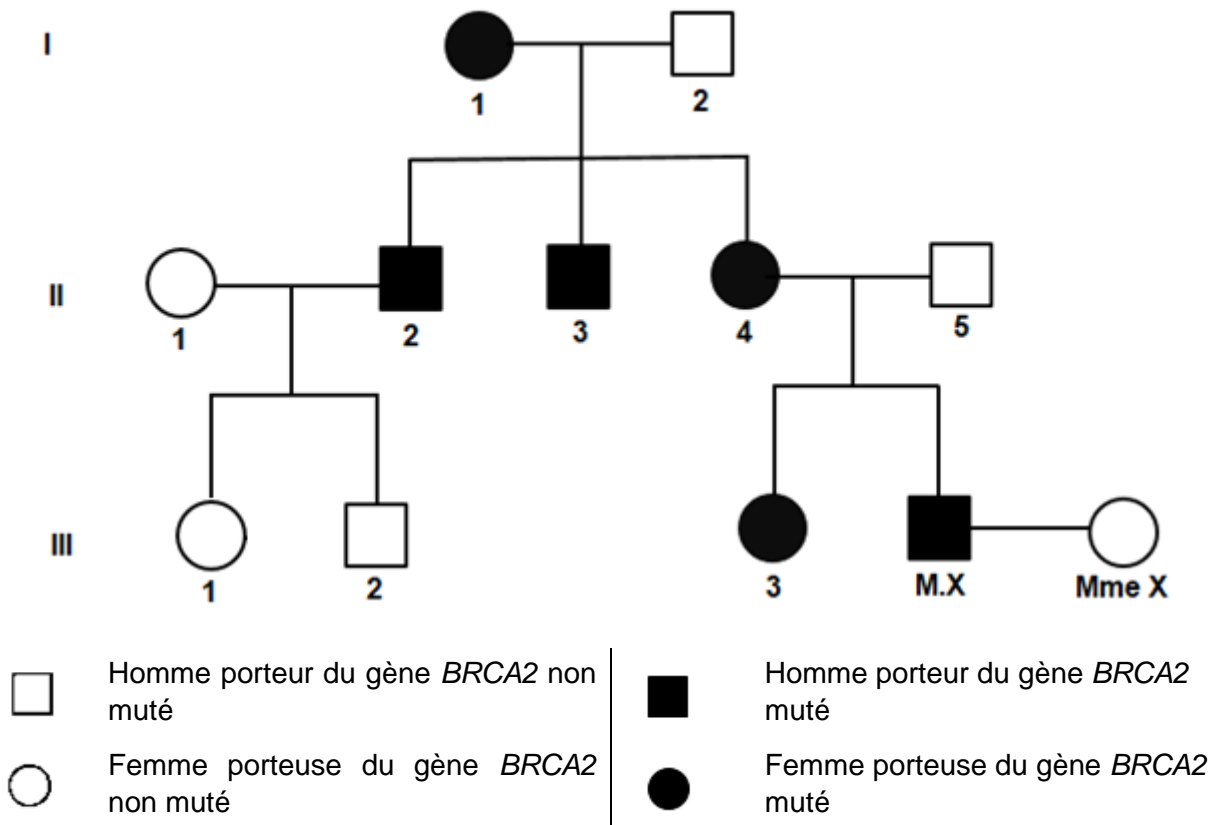 I
1
2
II
1
2
3
4
5
III
1
2
3
M.X
Mme X
Homme porteur du gène BRCA2 non
muté
Homme porteur du gène BRCA2
muté
Femme porteuse du gène BRCA2
non muté
Femme porteuse du gène BRCA2
muté